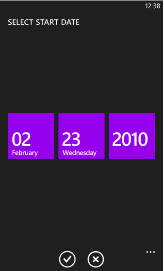 12:38
SELECT START DATE
02 23 2010
February Wednesday